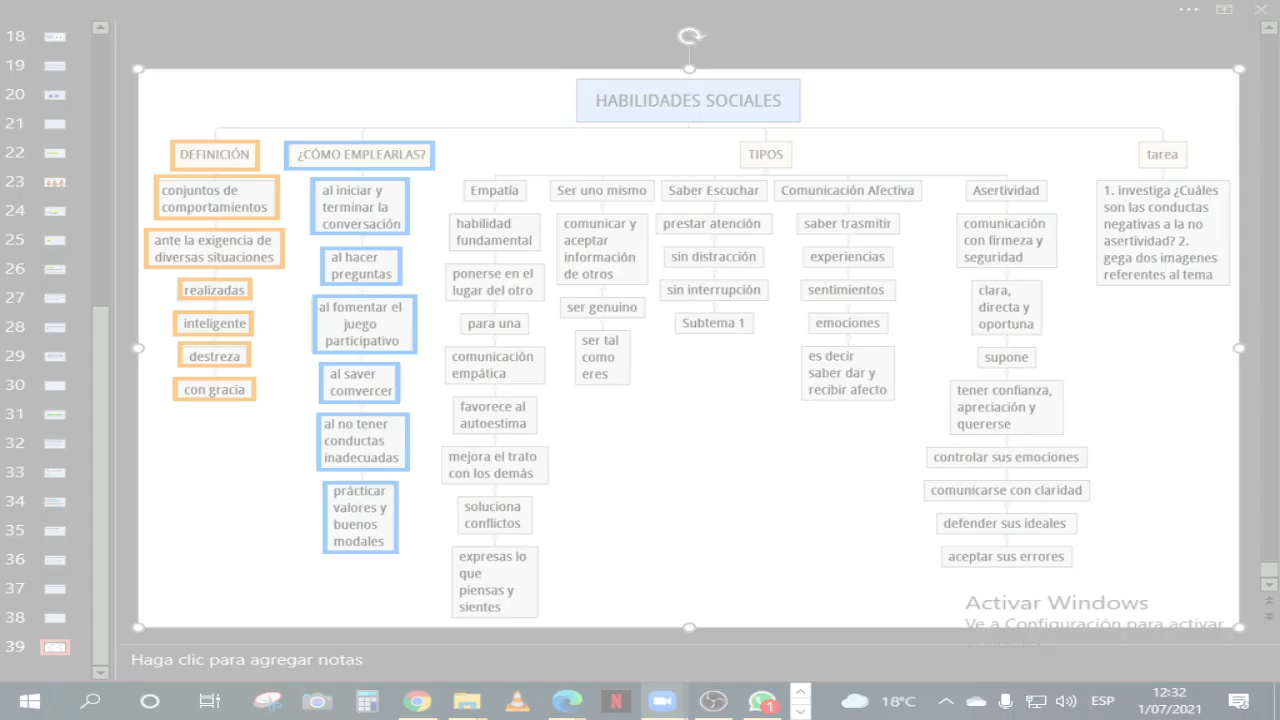 18
19
20
21
22
23
24
25
26
27
28
29
30
31
32
33
34
35
36
37
38
39
HABILIDADES SOCIALES
DEFINICIÓN
conjuntos de
comportamientos
ante la exigencia de
diversas situaciones
realizadas
inteligente
destreza
con gracia
¿CÓMO EMPLEARLAS?
al iniciar y
terminar la
conversación
al hacer
preguntas
al fomentar el
juego
participativo
al saver
comvercer
al no tener
conductas
inadecuadas
prácticar
valores y
buenos
modales
TIPOS
Empatía
habilidad
fundamental
ponerse en el
lugar del otro
para una
comunicación
empática
favorece al
autoestima
mejora el trato
con los demás
soluciona
conflictos
expresas lo
que
piensas y
sientes
Ser uno mismo
comunicar y
aceptar
información
de otros
ser genuino
ser tal
como
eres
Saber Escuchar
prestar atención
sin distracción
sin interrupción
Subtema 1
Comunicación Afectiva
saber trasmitir
experiencias
sentimientos
emociones
es decir
saber dar y
recibir afecto
Asertividad
comunicación
con firmeza y
seguridad
clara,
directa y
oportuna
supone
tener confianza,
apreciación y
quererse
controlar sus emociones
comunicarse con claridad
defender sus ideales
aceptar sus errores
tarea
1. investiga ¿Cuáles
son las conductas
negativas a la no
asertividad? 2.
gega dos imagenes
referentes al tema
Activar Windows
Ve a Configuración para activar
Haga clic para agregar notas
N
1
18°C
ESP
12:32
1/07/2021